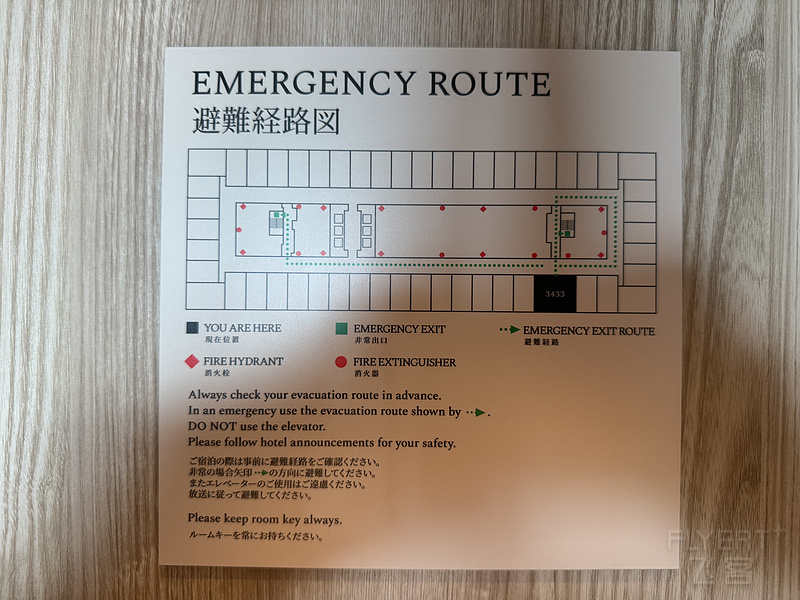 EMERGENCY ROUTE
避難経路図
3433
YOU ARE HERE
現在位置
EMERGENCY EXIT
非常出口
EMERGENCY EXIT ROUTE
避難経路
FIRE HYDRANT
消火栓
FIRE EXTINGUISHER
消火器
Always check your evacuation route in advance.
In an emergency use the evacuation route shown by .
DO NOT use the elevator.
Please follow hotel announcements for your safety.
ご宿泊の際は事前に避難経路をご確認ください。
非常の場合矢印の方向に避難してください。
またエレベーターのご使用はご遠慮ください。
放送に従って避難してください。
Please keep room key always.
ルームキーを常にお持ちください。
FLYERT